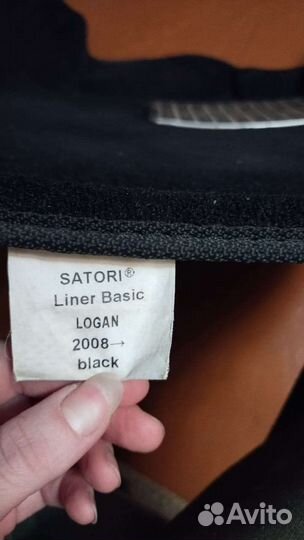 SATORI®
Liner Basic
LOGAN
2008→
black
Avito